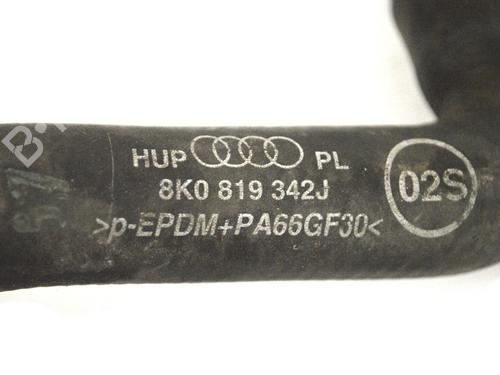 HUP PL
8K0 819 342J
>p-EPDM+PA66GF30<
02S